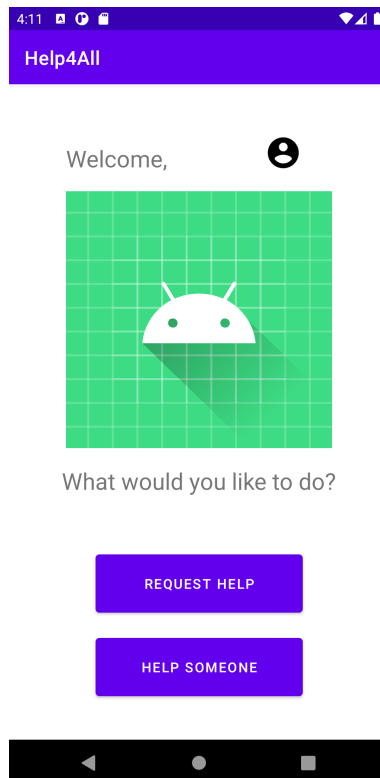 4:11
Help4All
Welcome,
What would you like to do?
REQUEST HELP
HELP SOMEONE